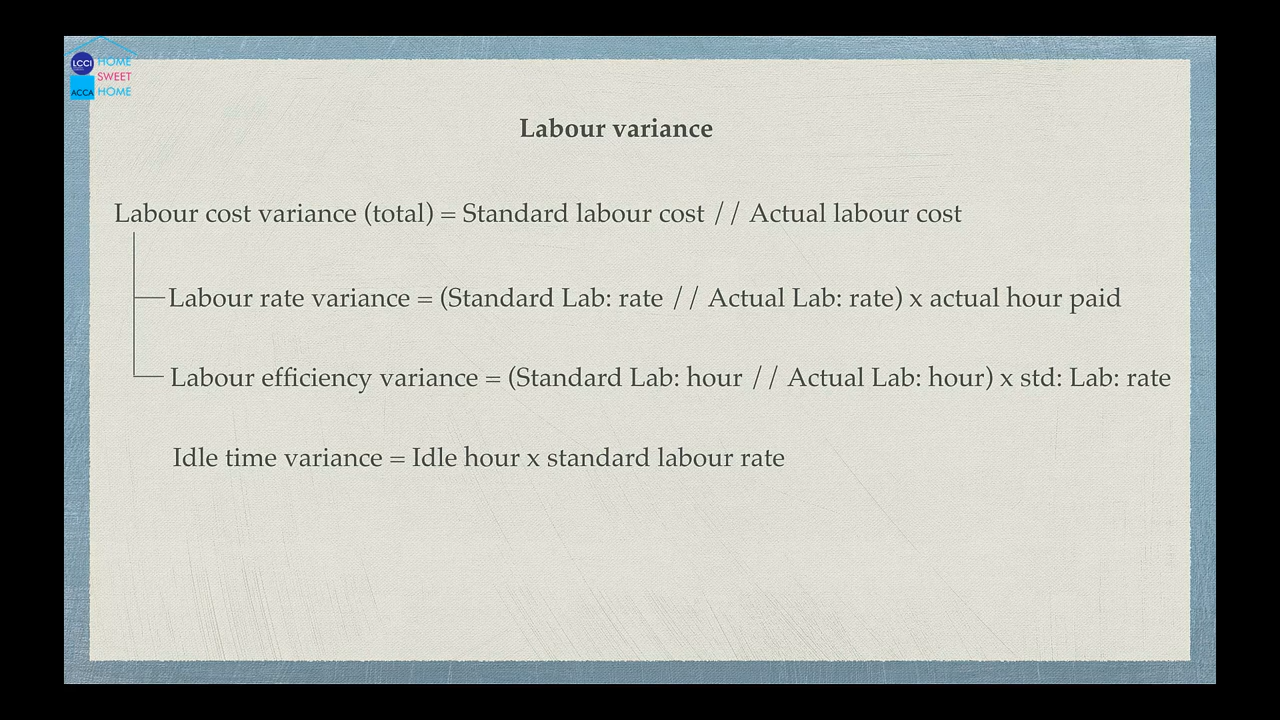 LCCI HOME
SWEET
ACCA HOME
Labour variance
Labour cost variance (total) = Standard labour cost // Actual labour cost
Labour rate variance = (Standard Lab: rate // Actual Lab: rate) x actual hour paid
Labour efficiency variance = (Standard Lab: hour // Actual Lab: hour) x std: Lab: rate
Idle time variance = Idle hour x standard labour rate